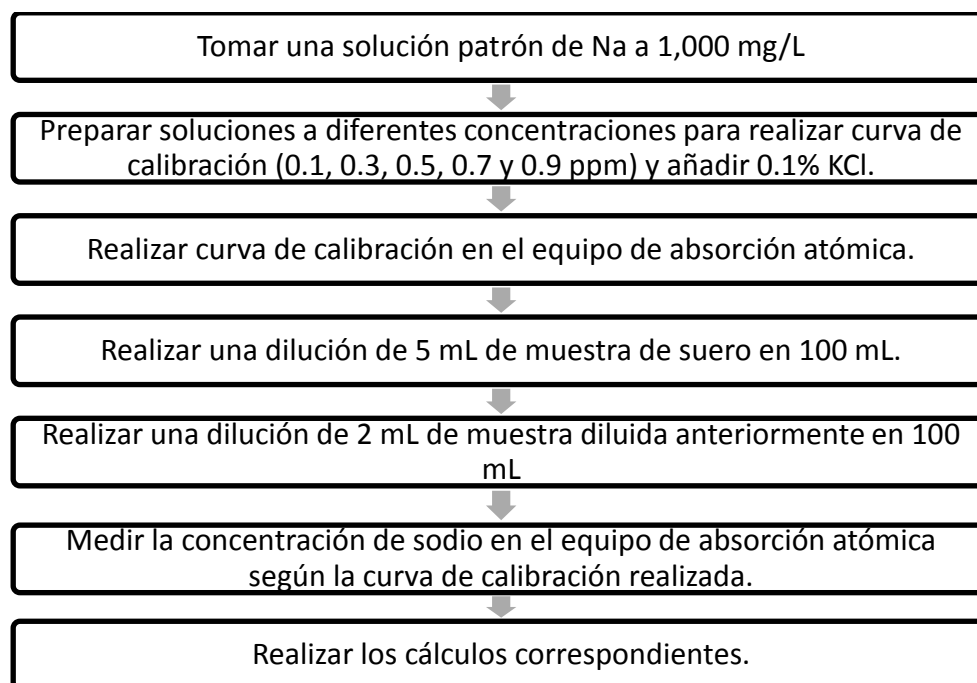 Tomar una solución patrón de Na a 1,000 mg/L
Preparar soluciones a diferentes concentraciones para realizar curva de
calibración (0.1, 0.3, 0.5, 0.7 y 0.9 ppm) y añadir 0.1% KCl.
Realizar curva de calibración en el equipo de absorción atómica.
Realizar una dilución de 5 mL de muestra de suero en 100 mL.
Realizar una dilución de 2 mL de muestra diluida anteriormente en 100
mL
Medir la concentración de sodio en el equipo de absorción atómica
según la curva de calibración realizada.
Realizar los cálculos correspondientes.